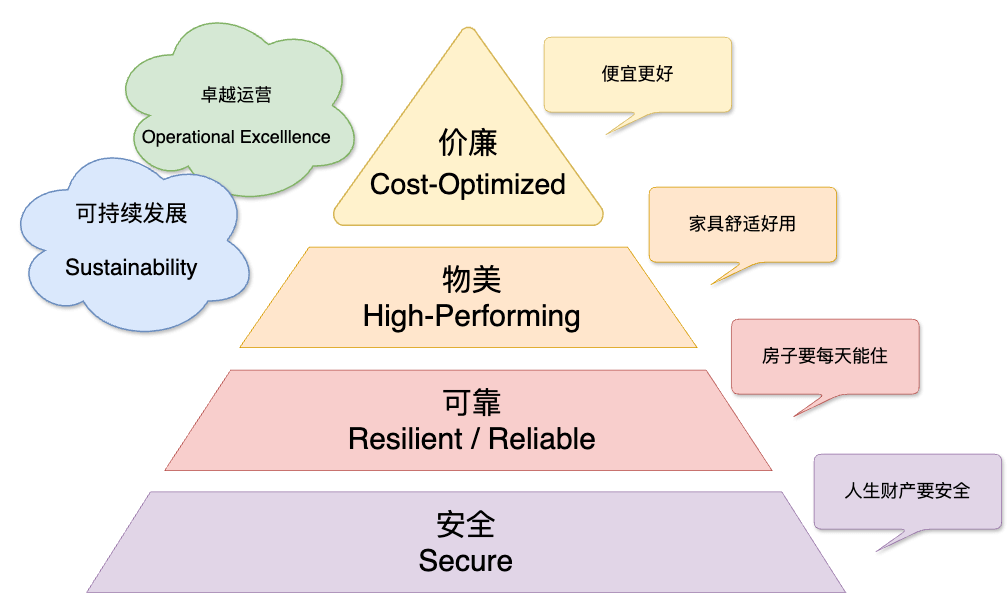 卓越运营
Operational Excelllence
可持续发展
Sustainability
价廉
Cost-Optimized
便宜更好
物美
High-Performing
家具舒适好用
可靠
Resilient / Reliable
房子要每天能住
安全
Secure
人生财产要安全